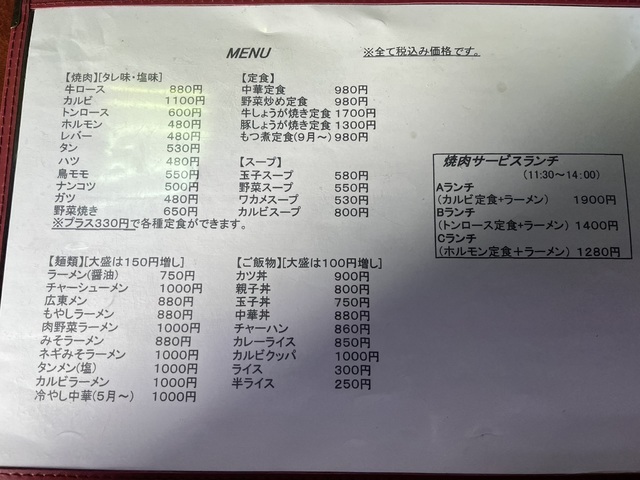 MENU
※全て税込み価格です。
【焼肉】[タレ味・塩味]
牛ロース 880円
カルビ 1100円
トンロース 600円
ホルモン 480円
レバー 480円
タン 530円
ハツ 480円
鳥モモ 550円
ナンコツ 500円
ガツ 480円
野菜焼き 650円
※プラス330円で各種定食ができます。
【定食】
中華定食 980円
野菜炒め定食 980円
牛しょうが焼き定食 1700円
豚しょうが焼き定食 1300円
もつ煮定食(9月～) 980円
【スープ】
玉子スープ 580円
野菜スープ 550円
ワカメスープ 530円
カルビスープ 800円
焼肉サービスランチ
(11:30～14:00)
Aランチ
(カルビ定食+ラーメン) 1900円
Bランチ
(トンロース定食+ラーメン) 1400円
Cランチ
(ホルモン定食+ラーメン) 1280円
【麺類】[大盛は150円増し]
ラーメン(醤油) 750円
チャーシューメン 1000円
広東メン 880円
もやしラーメン 880円
肉野菜ラーメン 1000円
みそラーメン 880円
ネギみそラーメン 1000円
タンメン(塩) 1000円
カルビラーメン 1000円
冷やし中華(5月～) 1000円
【ご飯物】[大盛は100円増し]
カツ丼 900円
親子丼 800円
玉子丼 750円
中華丼 880円
チャーハン 860円
カレーライス 850円
カルビクッパ 1000円
ライス 300円
半ライス 250円